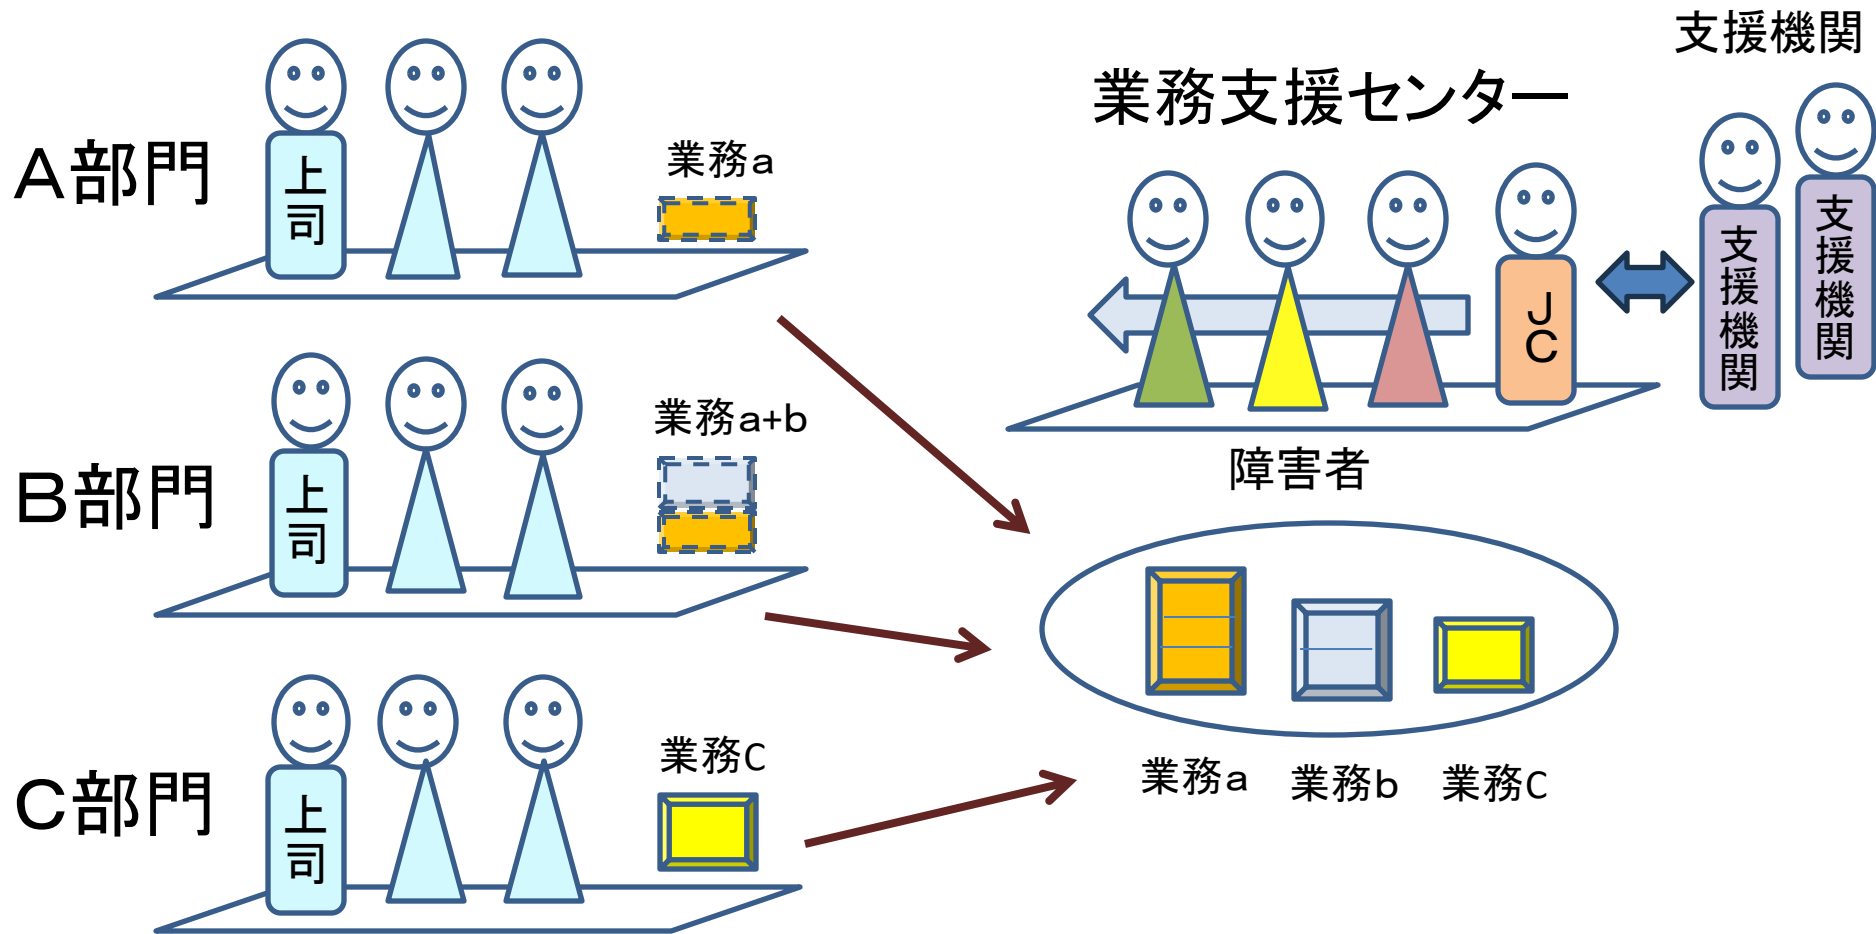 支援機関
業務支援センター
A部門
上司
業務a
JC
支援機関
支援機関
障害者
B部門
上司
業務a+b
C部門
上司
業務C
業務a
業務b
業務C